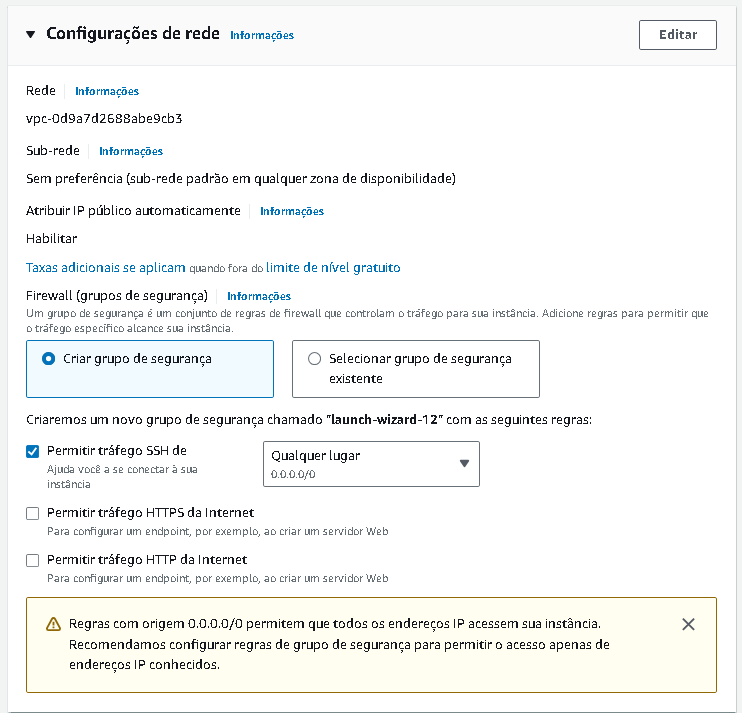 Configurações de rede Informações Editar
Rede Informações
vpc-0d9a7d2688abe9cb3
Sub-rede Informações
Sem preferência (sub-rede padrão em qualquer zona de disponibilidade)
Atribuir IP público automaticamente Informações
Habilitar
Taxas adicionais se aplicam quando fora do limite de nível gratuito
Firewall (grupos de segurança) Informações
Um grupo de segurança é um conjunto de regras de firewall que controlam o tráfego para sua instância. Adicione regras para permitir que
o tráfego específico alcance sua instância.
Criar grupo de segurança
Selecionar grupo de segurança
existente
Criaremos um novo grupo de segurança chamado "launch-wizard-12" com as seguintes regras:
Permitir tráfego SSH de
Ajuda você a se conectar à sua
instância
Qualquer lugar
0.0.0.0/0
Permitir tráfego HTTPS da Internet
Para configurar um endpoint, por exemplo, ao criar um servidor Web
Permitir tráfego HTTP da Internet
Para configurar um endpoint, por exemplo, ao criar um servidor Web
Regras com origem 0.0.0.0/0 permitem que todos os endereços IP acessem sua instância.
Recomendamos configurar regras de grupo de segurança para permitir o acesso apenas de
endereços IP conhecidos.